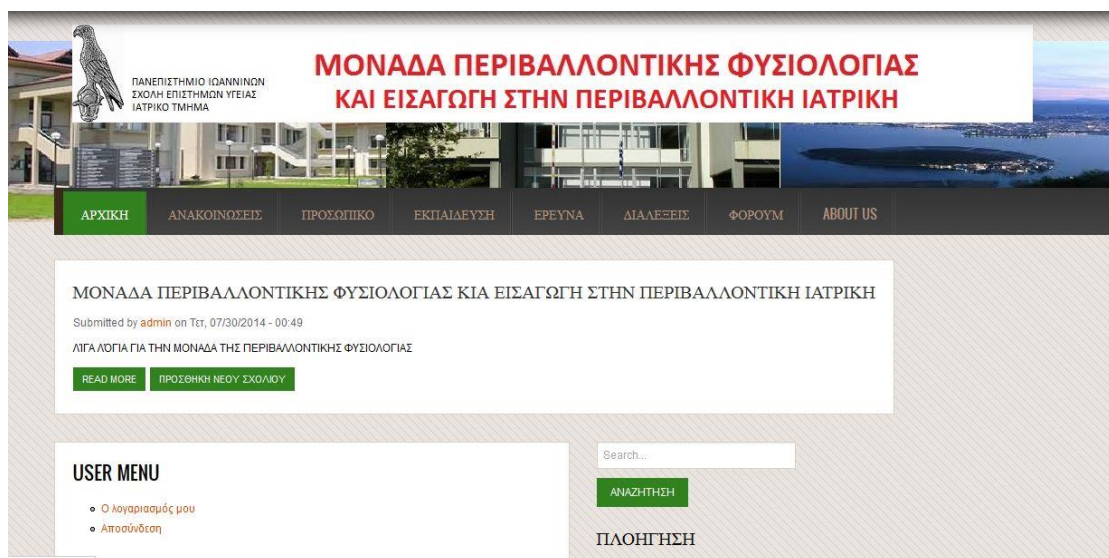 ΠΑΝΕΠΙΣΤΗΜΙΟ ΙΩΑΝΝΙΝΩΝ
ΣΧΟΛΗ ΕΠΙΣΤΗΜΩΝ ΥΓΕΙΑΣ
ΙΑΤΡΙΚΟ ΤΜΗΜΑ
ΜΟΝΑΔΑ ΠΕΡΙΒΑΛΛΟΝΤΙΚΗΣ ΦΥΣΙΟΛΟΓΙΑΣ
ΚΑΙ ΕΙΣΑΓΩΓΗ ΣΤΗΝ ΠΕΡΙΒΑΛΛΟΝΤΙΚΗ ΙΑΤΡΙΚΗ
ΑΡΧΙΚΗ ΑΝΑΚΟΙΝΩΣΕΙΣ ΠΡΟΣΩΠΙΚΟ ΕΚΠΑΙΔΕΥΣΗ ΕΡΕΥΝΑ ΔΙΑΛΕΞΕΙΣ ΦΟΡΟΥΜ ABOUT US
ΜΟΝΑΔΑ ΠΕΡΙΒΑΛΛΟΝΤΙΚΗΣ ΦΥΣΙΟΛΟΓΙΑΣ ΚΙΑ ΕΙΣΑΓΩΓΗ ΣΤΗΝ ΠΕΡΙΒΑΛΛΟΝΤΙΚΗ ΙΑΤΡΙΚΗ
Submitted by admin on Τετ, 07/30/2014 - 00:49
ΛΊΓΑ ΛΌΓΙΑ ΓΙΑ ΤΗΝ ΜΟΝΑΔΑ ΤΗΣ ΠΕΡΙΒΑΛΛΟΝΤΙΚΗΣ ΦΥΣΙΟΛΟΓΙΑΣ
READ MORE ΠΡΟΣΘΗΚΗ ΝΕΟΥ ΣΧΟΛΙΟΥ
USER MENU
Ο λογαριασμός μου
Αποσύνδεση
Search...
ΑΝΑΖΗΤΗΣΗ
ΠΛΟΗΓΗΣΗ